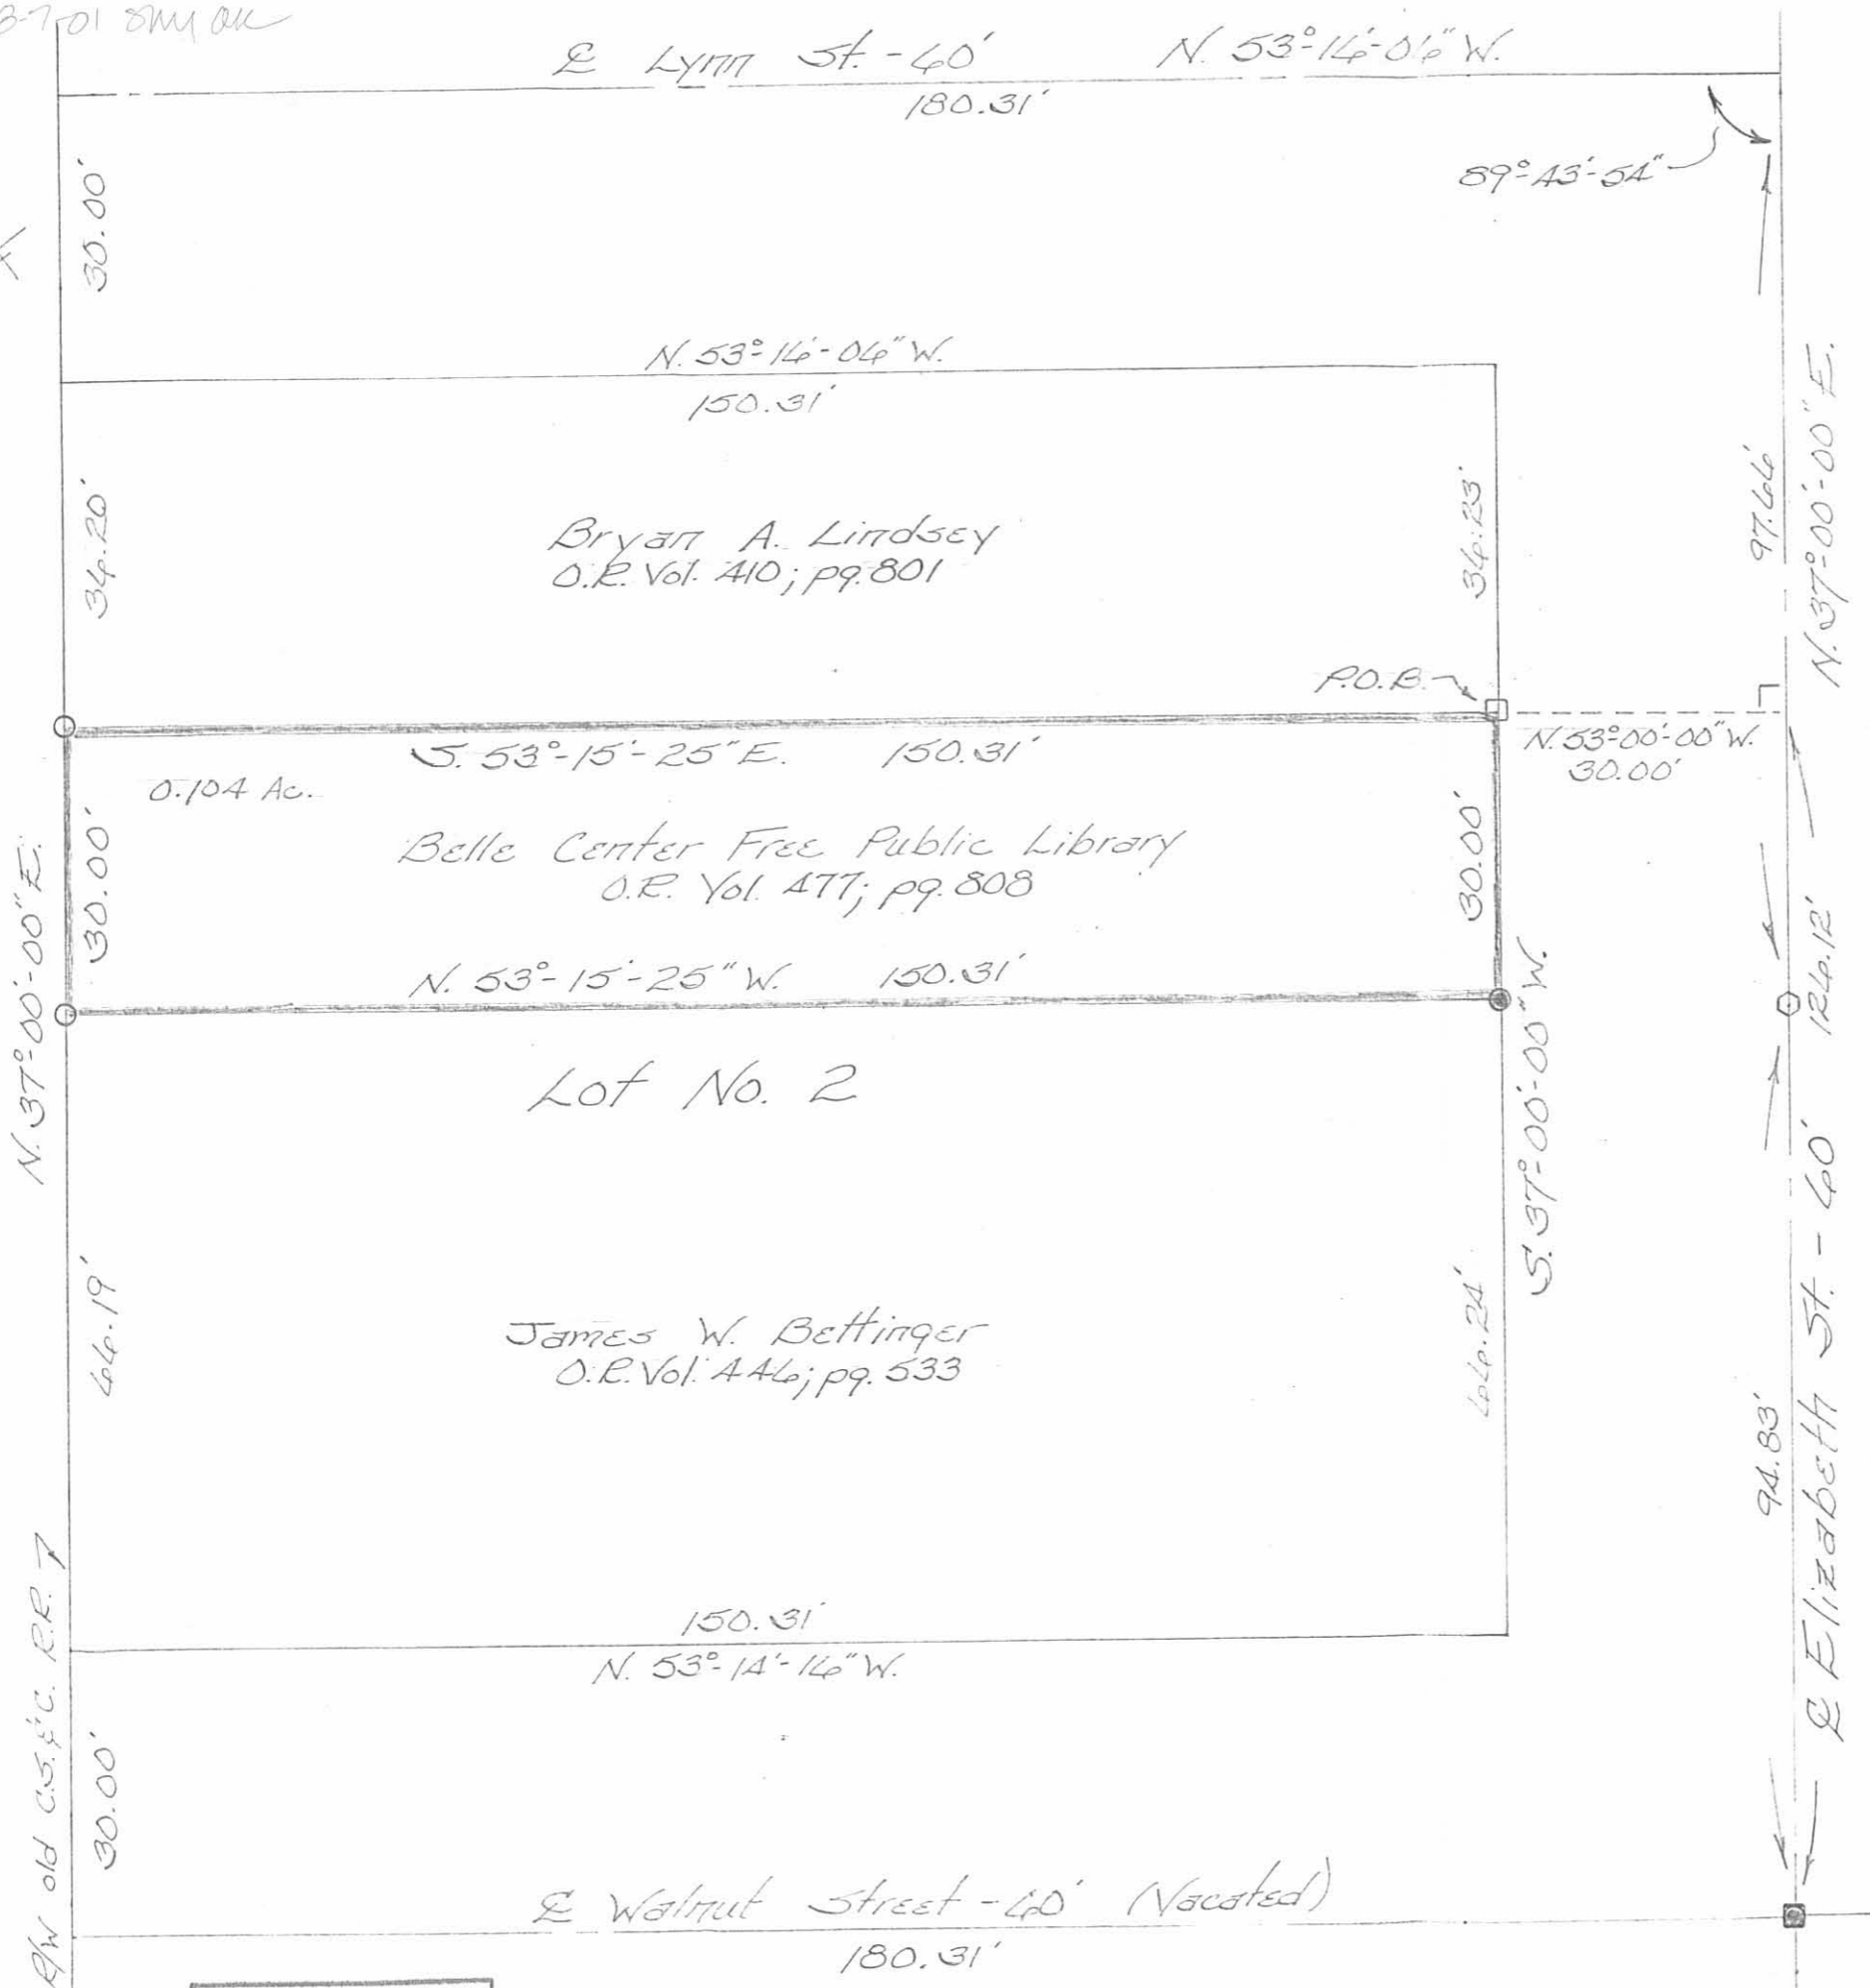 3-7-01
℄ Lynn St. - 60' N. 53°-16'-06" W.
180.31'
89°-43'-54"
30.00'
N. 53°-16'-06" W.
150.31'
36.20'
Bryan A. Lindsey
O.R. Vol. 410; pg. 801
36.23'
97.66'
N. 37°-00'-00" E.
P.O.B.
N. 53°00'-00" W.
30.00'
S. 53°-15'-25" E. 150.31'
0.104 Ac.
30.00'
Belle Center Free Public Library
O.R. Vol. 477; pg. 808
30.00'
N. 53°-15'-25" W. 150.31'
N. 37°-00'-00" E.
S. 37°-00'-00" W.
126.12'
Lot No. 2
66.19'
James W. Bettinger
O.R. Vol. 446; pg. 533
66.24'
94.83'
℄ Elizabeth St. - 60'
150.31'
N. 53°-14'-16" W.
R/W old C.S.&C. R.R.
30.00'
℄ Walnut Street - 60' (Vacated)
180.31'